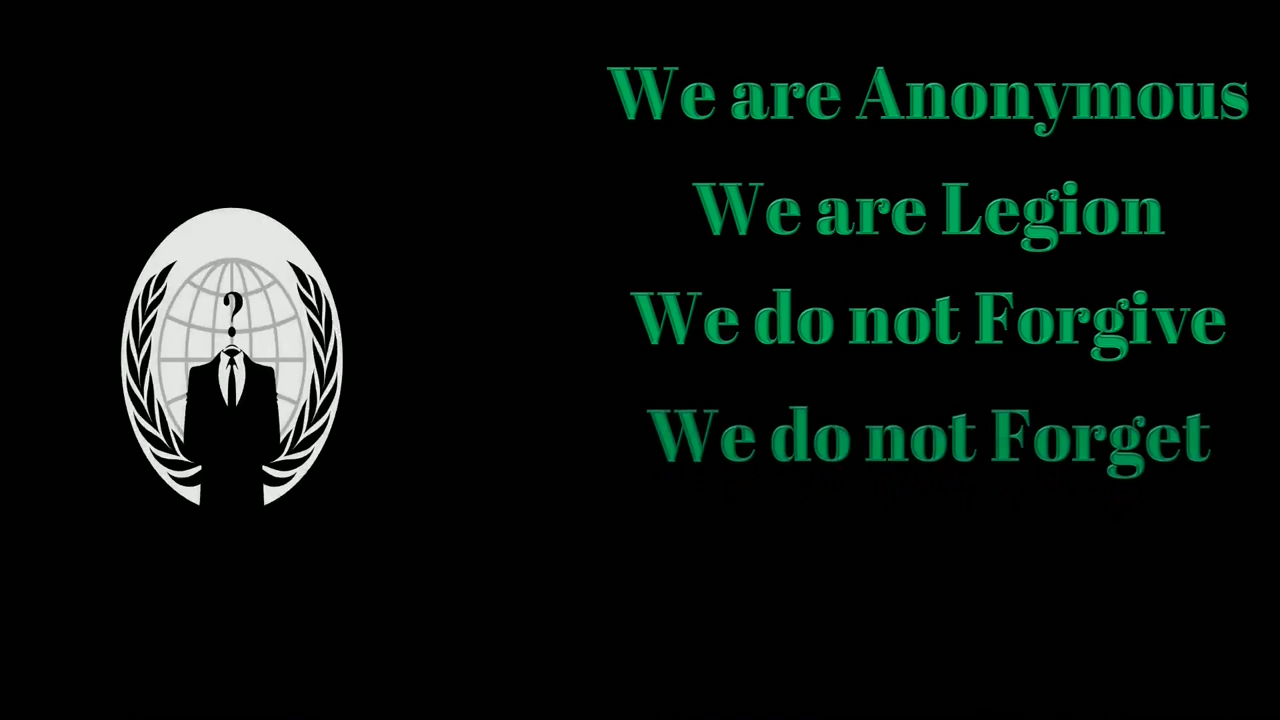 We are Anonymous
We are Legion
We do not Forgive
We do not Forget
?